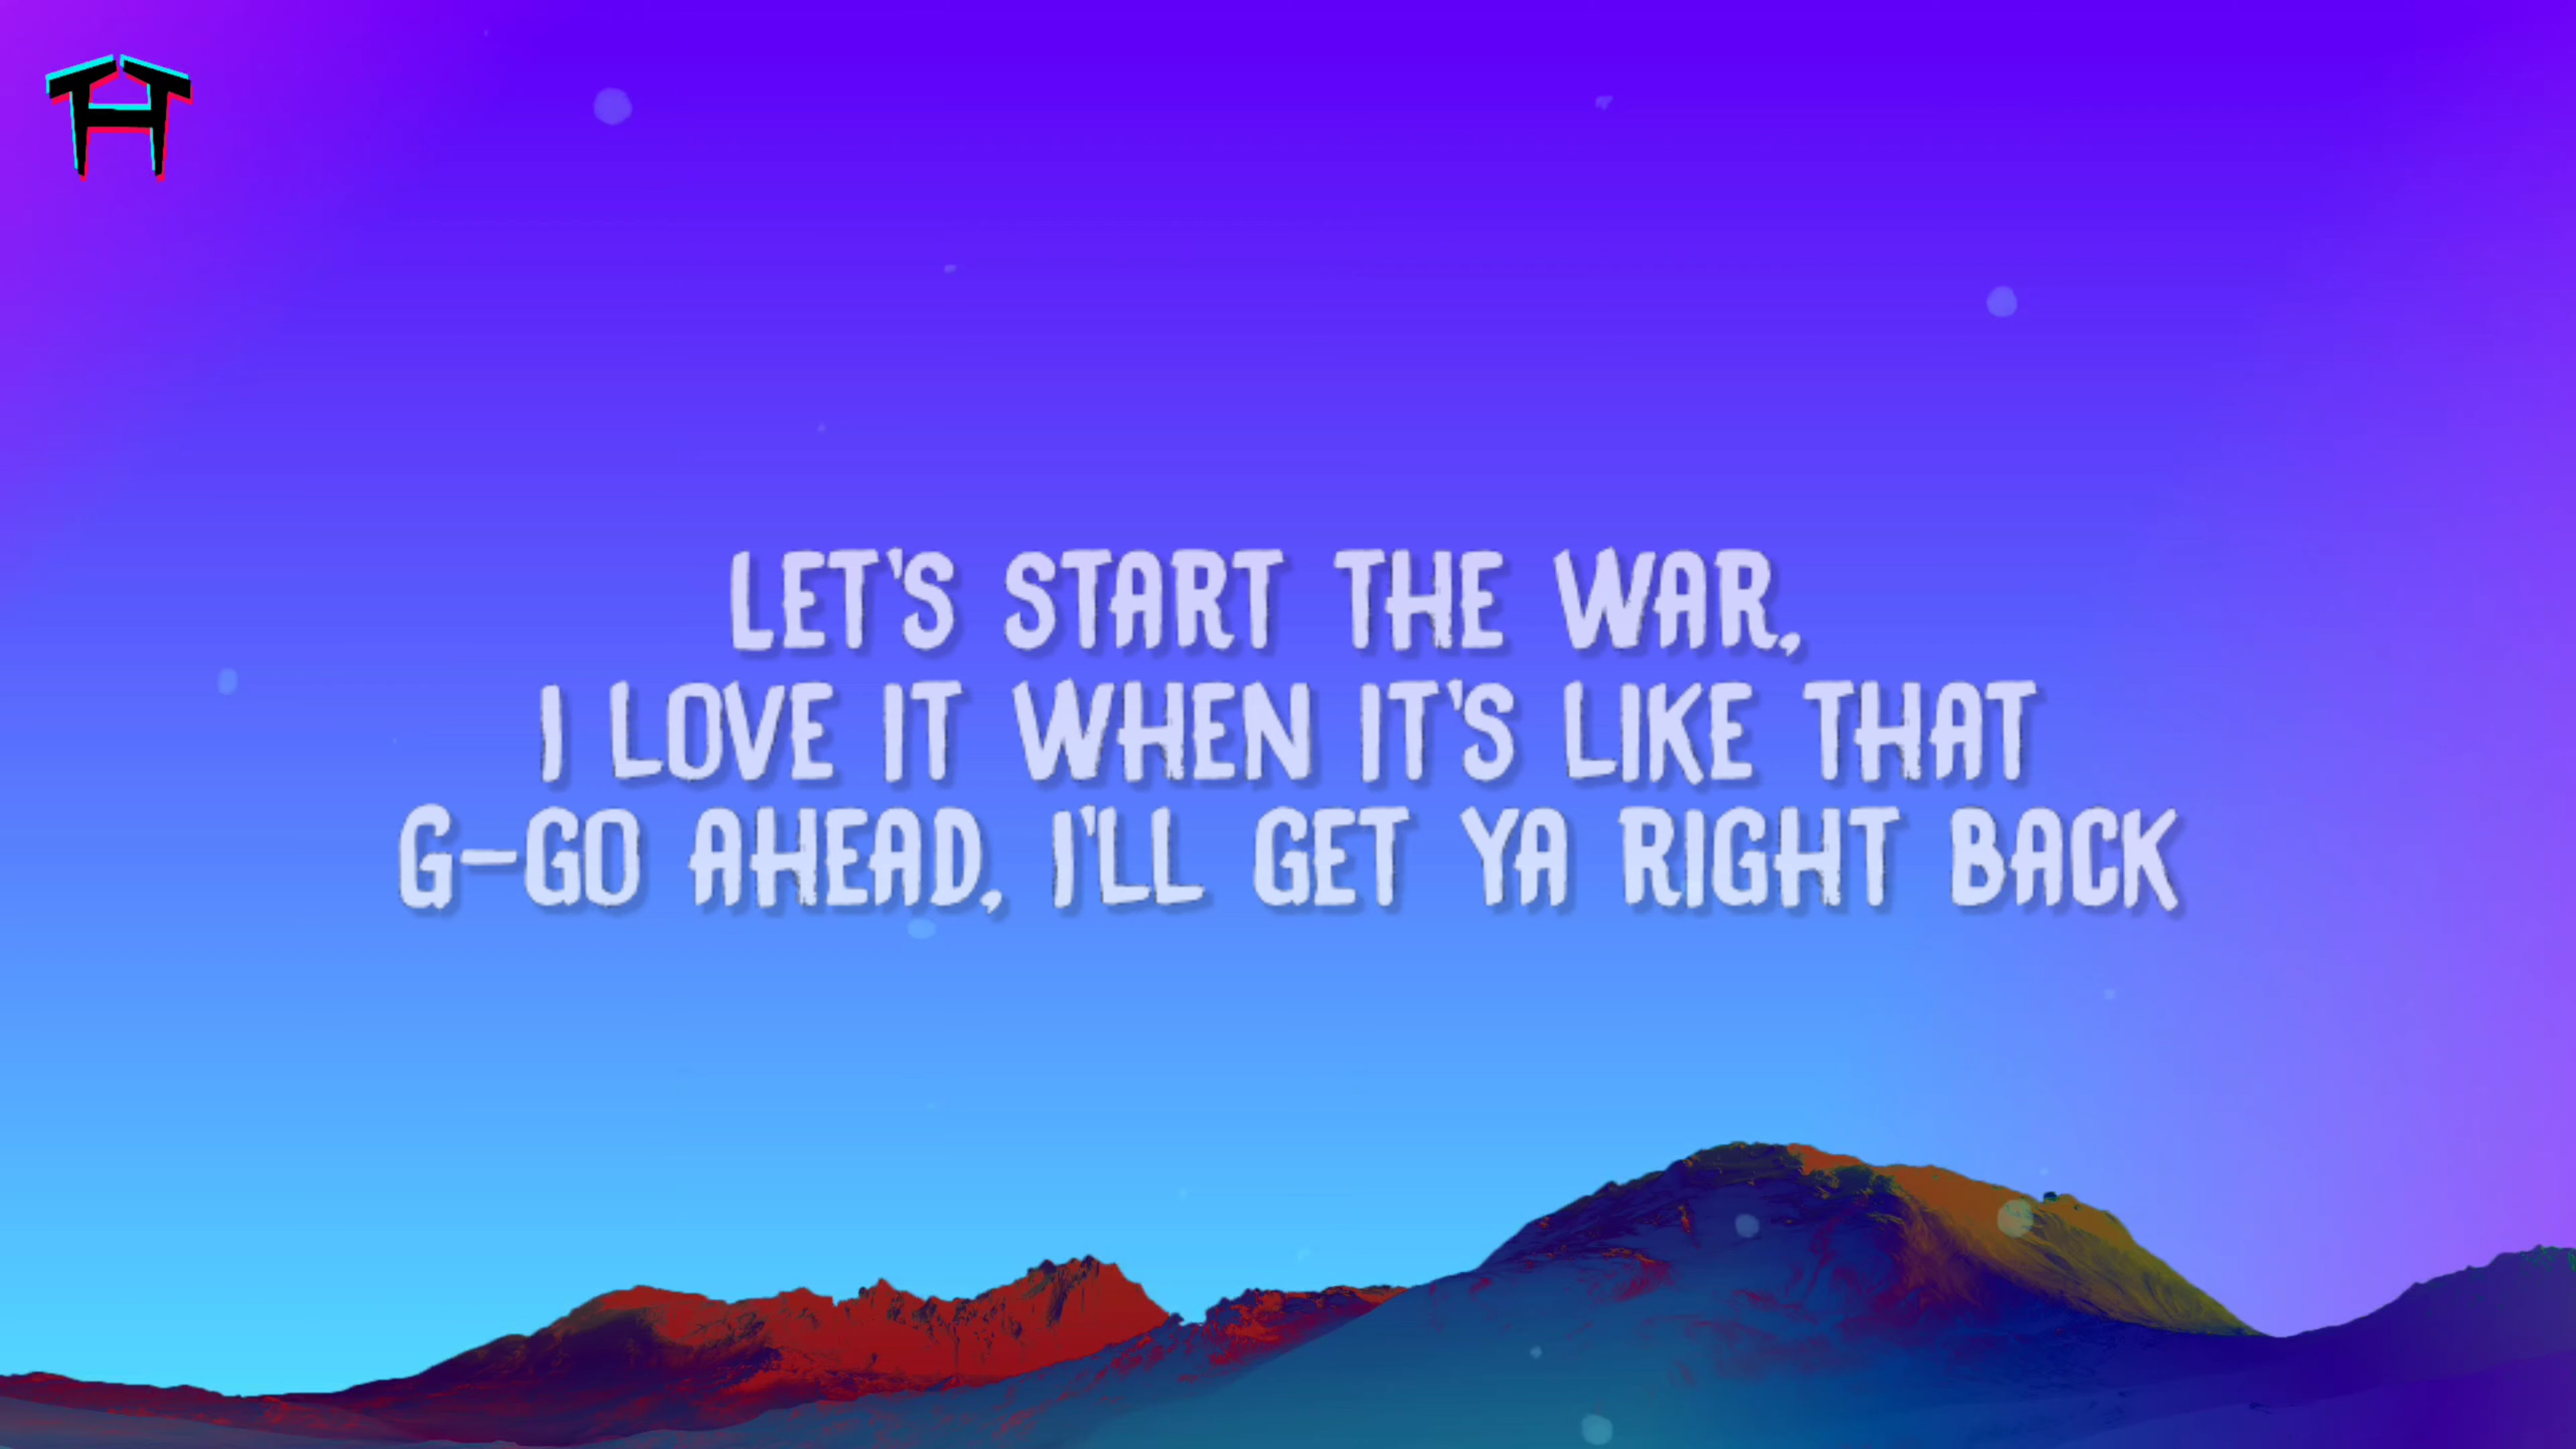 LET'S START THE WAR,
I LOVE IT WHEN IT'S LIKE THAT
G-GO AHEAD, I'LL GET YA RIGHT BACK